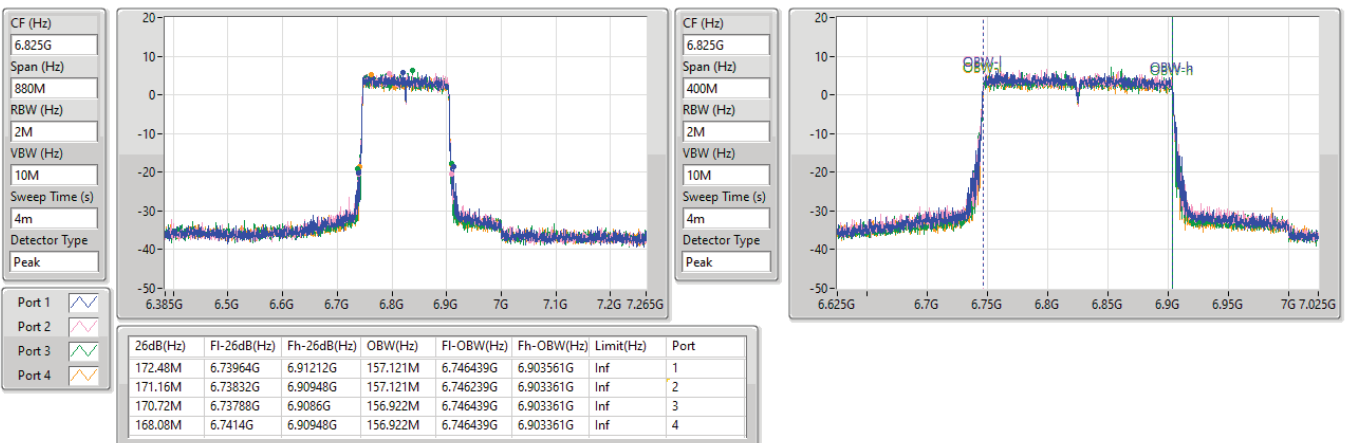 CF (Hz)
6.825G
Span (Hz)
880M
RBW (Hz)
2M
VBW (Hz)
10M
Sweep Time (s)
4m
Detector Type
Peak
20
10
0
-10
-20
-30
-40
-50
6.385G 6.5G 6.6G 6.7G 6.8G 6.9G 7G 7.1G 7.2G 7.265G
CF (Hz)
6.825G
Span (Hz)
400M
RBW (Hz)
2M
VBW (Hz)
10M
Sweep Time (s)
4m
Detector Type
Peak
20
10
0
-10
-20
-30
-40
-50
OBW-l OBW-h
6.625G 6.7G 6.75G 6.8G 6.85G 6.9G 6.95G 7G 7.025G
Port 1
Port 2
Port 3
Port 4
26dB(Hz) Fl-26dB(Hz) Fh-26dB(Hz) OBW(Hz) Fl-OBW(Hz) Fh-OBW(Hz) Limit(Hz) Port
172.48M 6.73964G 6.91212G 157.121M 6.746439G 6.903561G Inf 1
171.16M 6.73832G 6.90948G 157.121M 6.746239G 6.903361G Inf 2
170.72M 6.73788G 6.9086G 156.922M 6.746439G 6.903361G Inf 3
168.08M 6.7414G 6.90948G 156.922M 6.746439G 6.903361G Inf 4